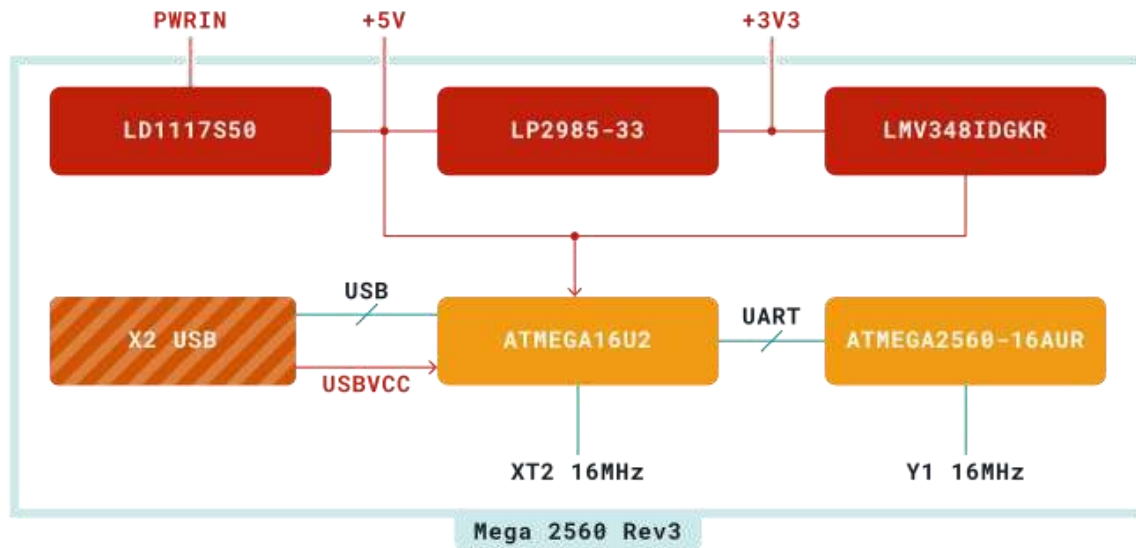 PWRIN
+5V
+3V3
LD1117S50
LP2985-33
LMV348IDGKR
USB
X2 USB
ATMEGA16U2
UART
ATMEGA2560-16AUR
USBVCC
XT2 16MHz
Y1 16MHz
Mega 2560 Rev3